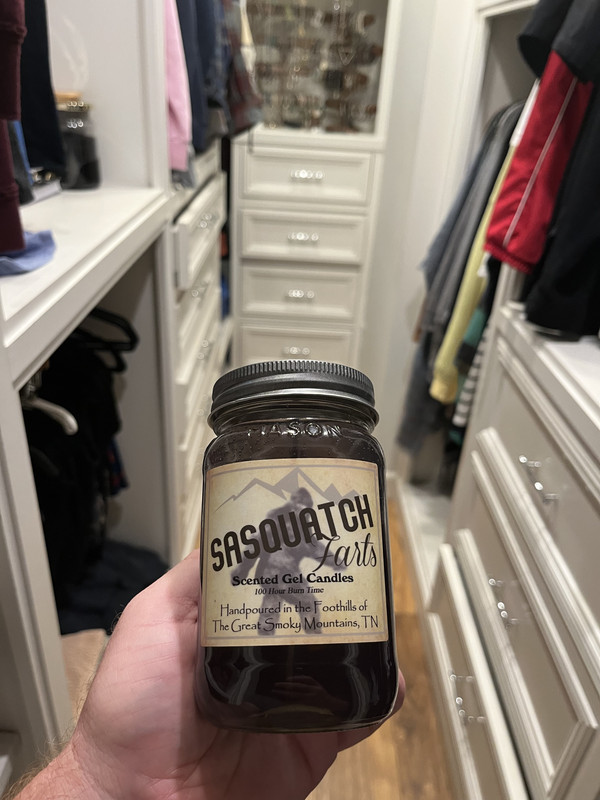 MASON
SASQUATCH
Farts
Scented Gel Candles
100 Hour Burn Time
Handpoured in the Foothills of
The Great Smoky Mountains, TN